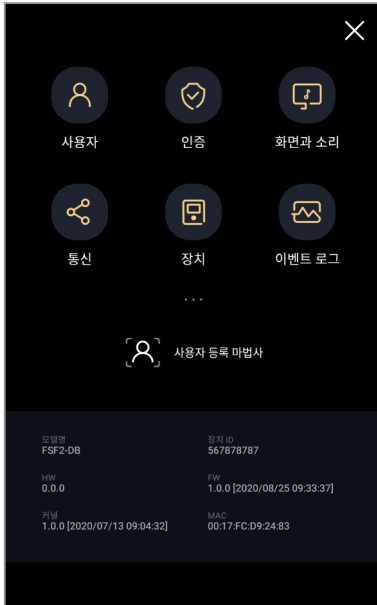 사용자 인증 화면과 소리
통신 장치 이벤트 로그
...
사용자 등록 마법사
모델명 장치 ID
FSF2-DB 567878787
HW FW
0.0.0 1.0.0 [2020/08/25 09:33:37]
커널 MAC
1.0.0 [2020/07/13 09:04:32] 00:17:FC:D9:24:83